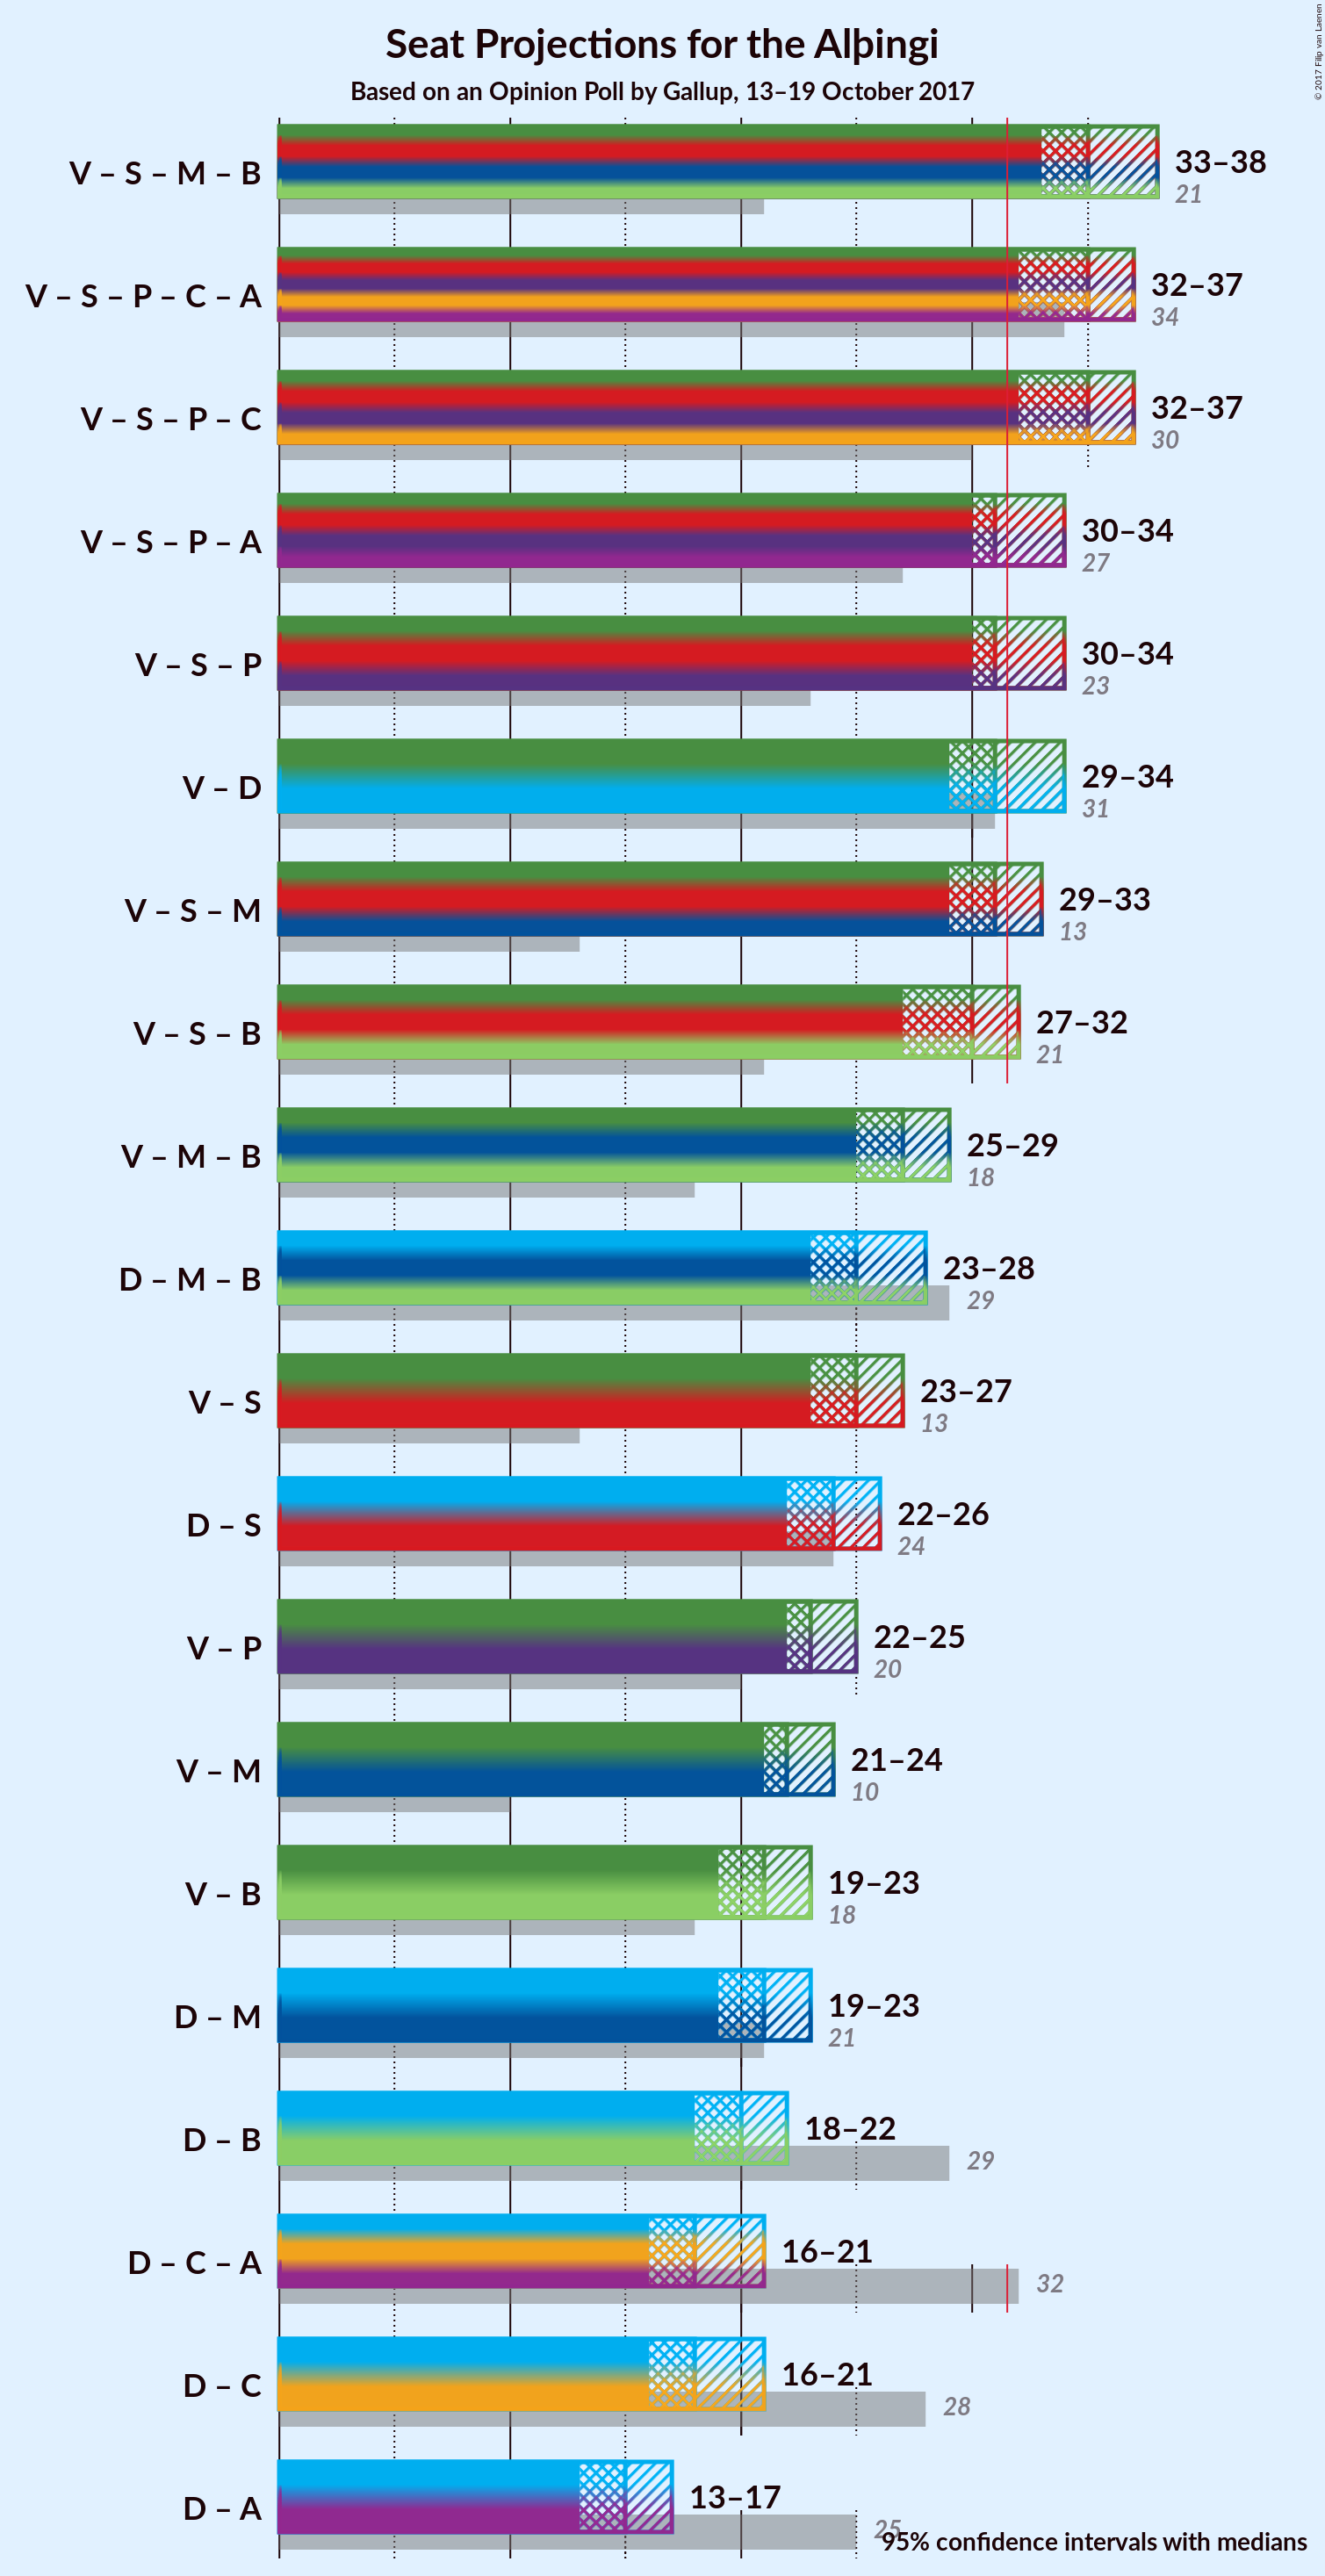 Seat Projections for the Alþingi
Based on an Opinion Poll by Gallup, 13–19 October 2017
© 2017 Filip van Laenen
V – S – M – B
33–38
21
V – S – P – C – A
32–37
34
V – S – P – C
32–37
30
V – S – P – A
30–34
27
V – S – P
30–34
23
V – D
29–34
31
V – S – M
29–33
13
V – S – B
27–32
21
V – M – B
25–29
18
D – M – B
23–28
29
V – S
23–27
13
D – S
22–26
24
V – P
22–25
20
V – M
21–24
10
V – B
19–23
18
D – M
19–23
21
D – B
18–22
29
D – C – A
16–21
32
D – C
16–21
28
D – A
13–17
25
95% confidence intervals with medians